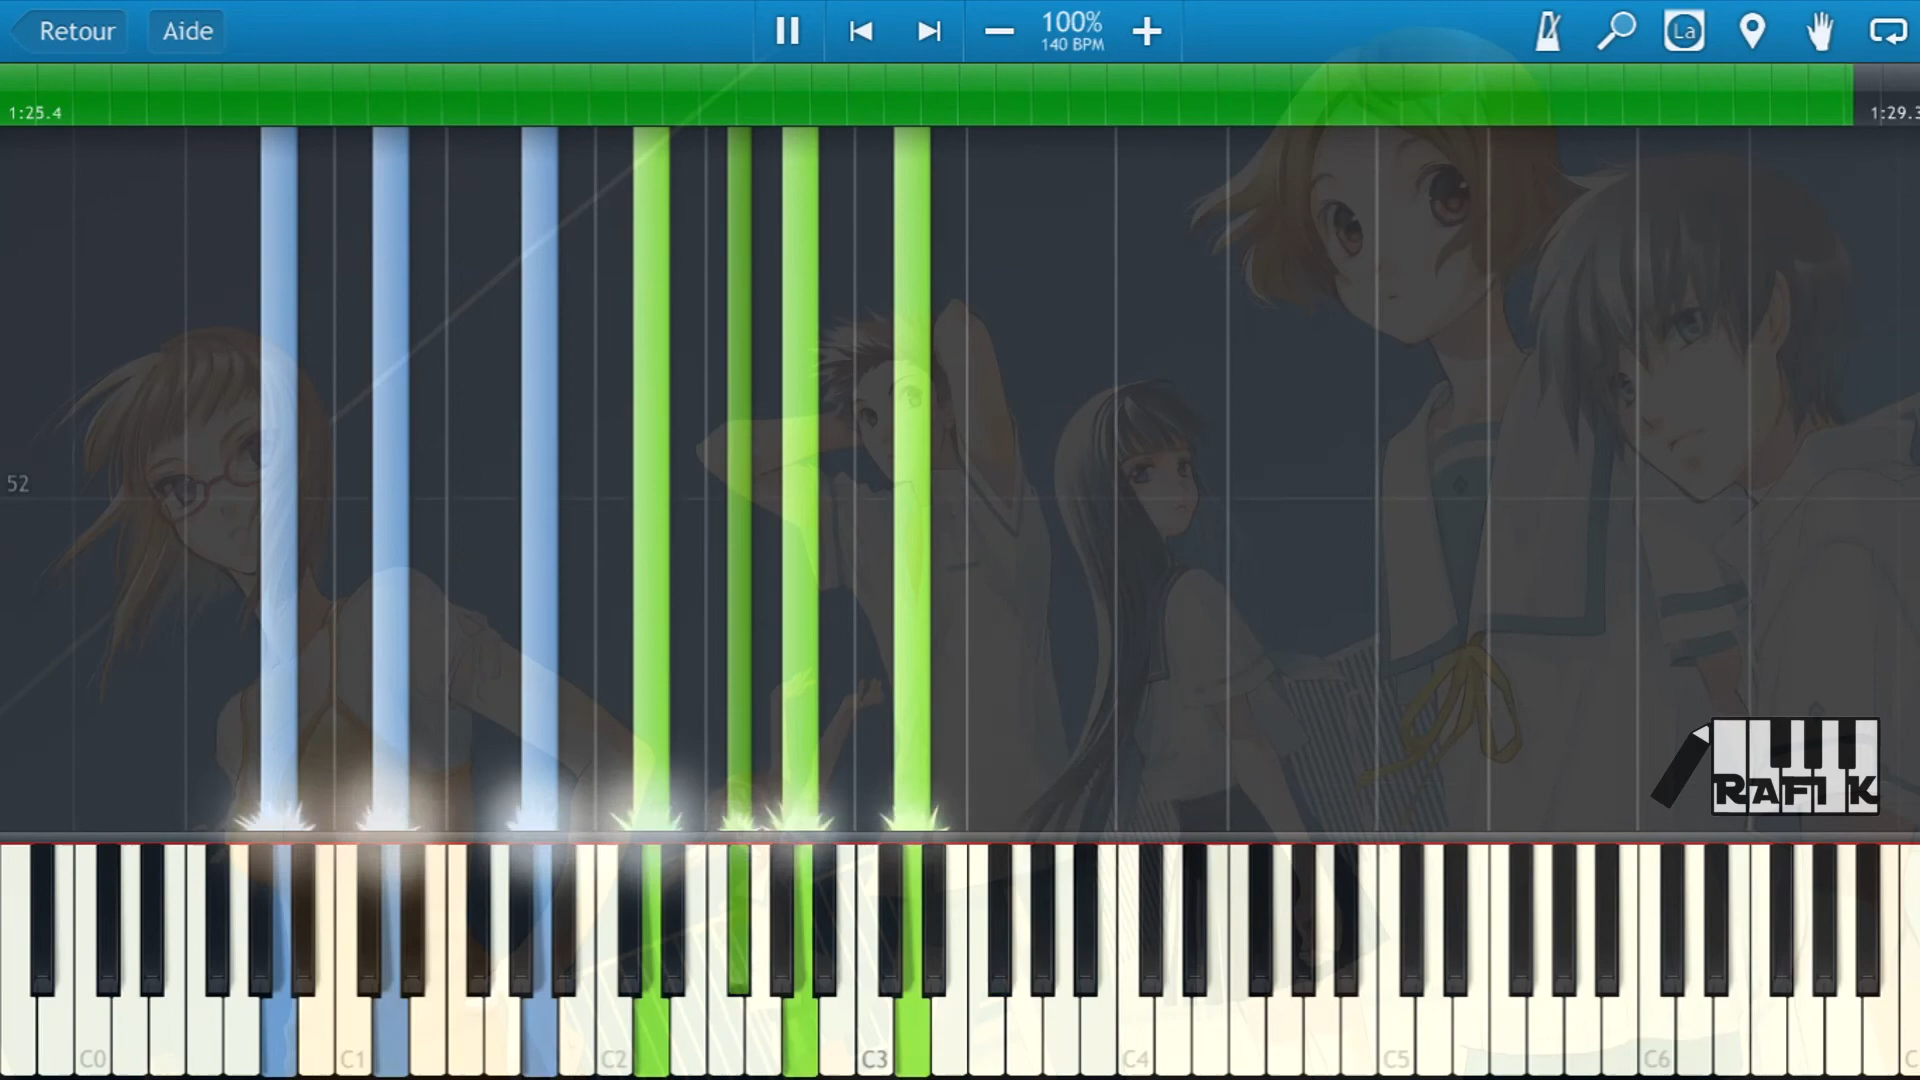 Retour
Aide
100%
140 BPM
La
1:25.4
1:29.3
52
RAFIK
C0
C1
C2
C3
C4
C5
C6
C